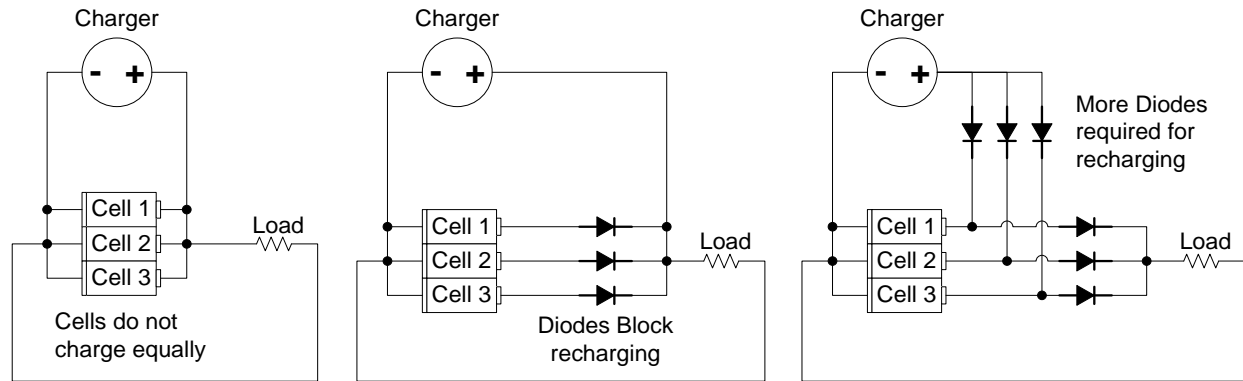 Charger
- +
Cell 1
Cell 2
Cell 3
Load
Cells do not
charge equally
Charger
- +
Cell 1
Cell 2
Cell 3
Load
Diodes Block
recharging
Charger
- +
More Diodes
required for
recharging
Cell 1
Cell 2
Cell 3
Load